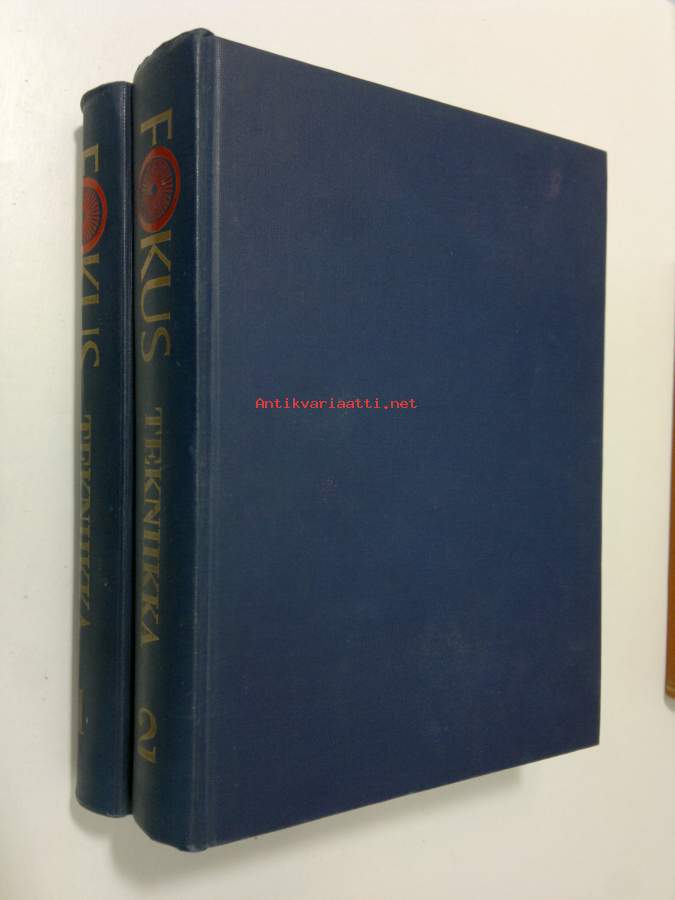 FOKUS TEKNIIKKA 1
FOKUS TEKNIIKKA 2
Antikvariaatti.net